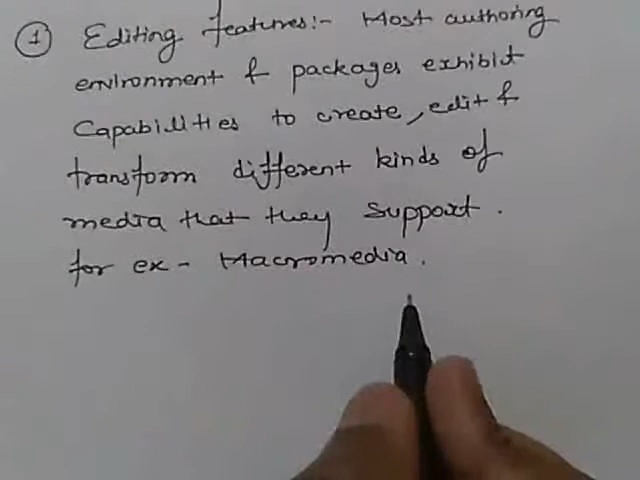 ① Editing features:- Most authoring
environment & packages exhibit
Capabilities to create, edit &
transform different kinds of
media that they support.
for ex - Macromedia.